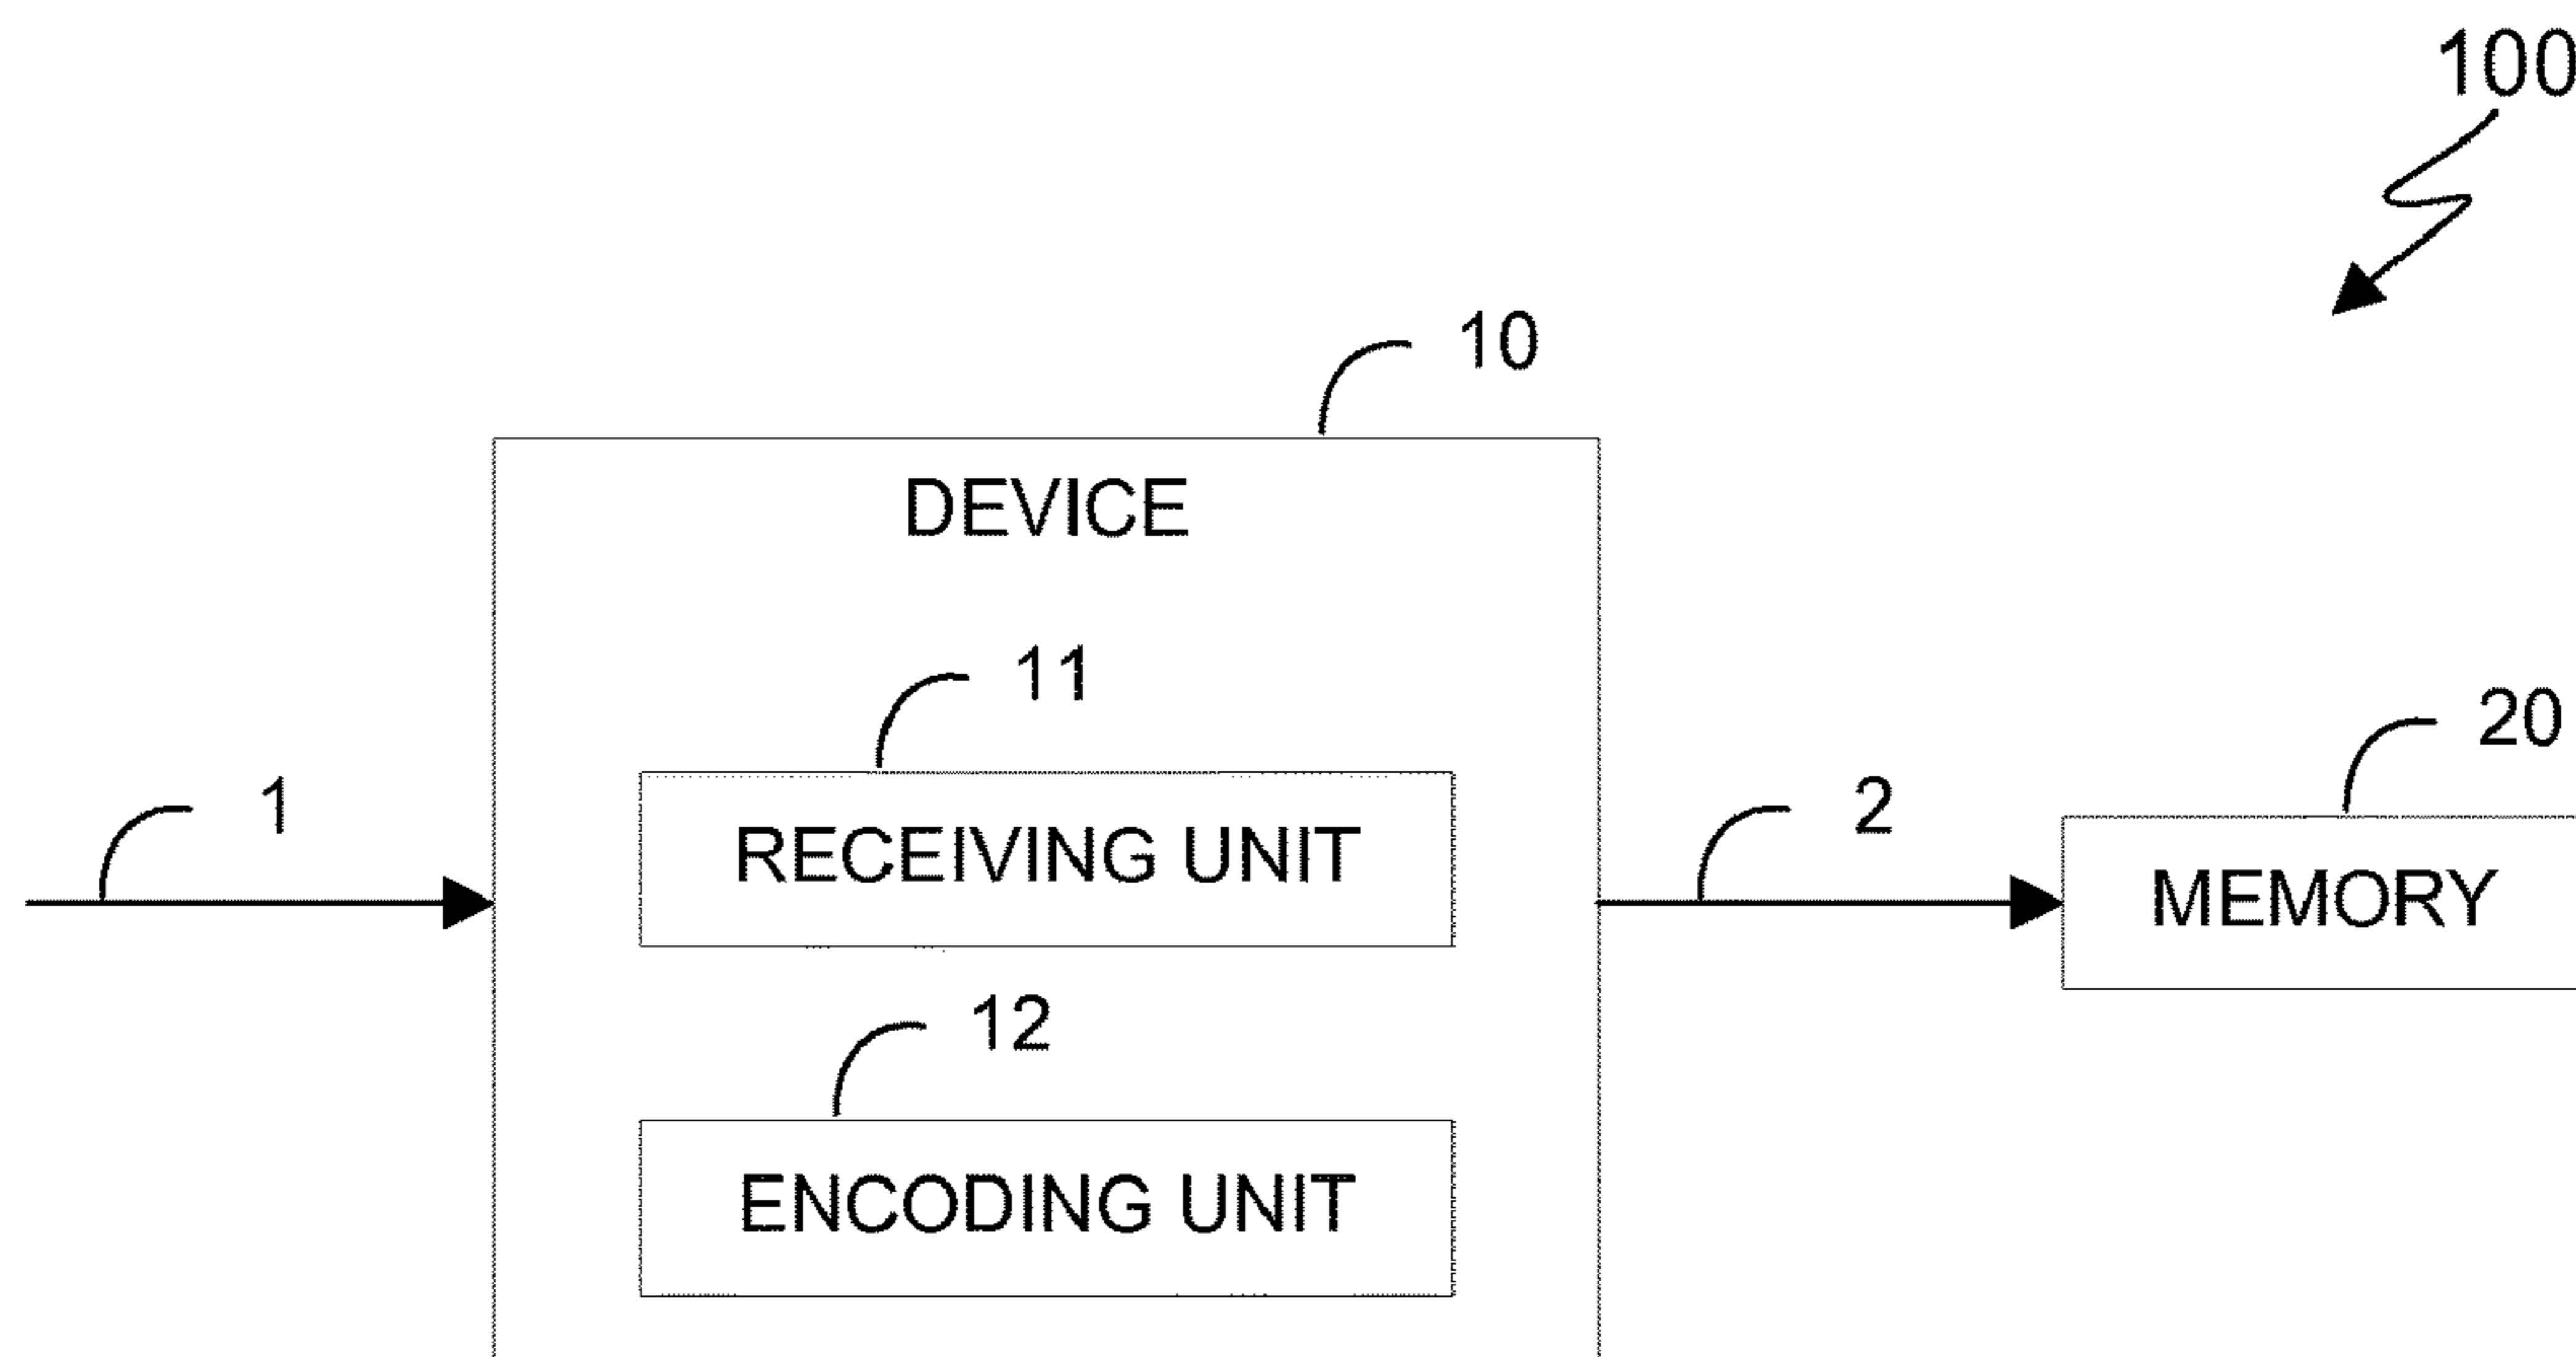 100
10
DEVICE
11
20
1
2
RECEIVING UNIT
MEMORY
12
ENCODING UNIT